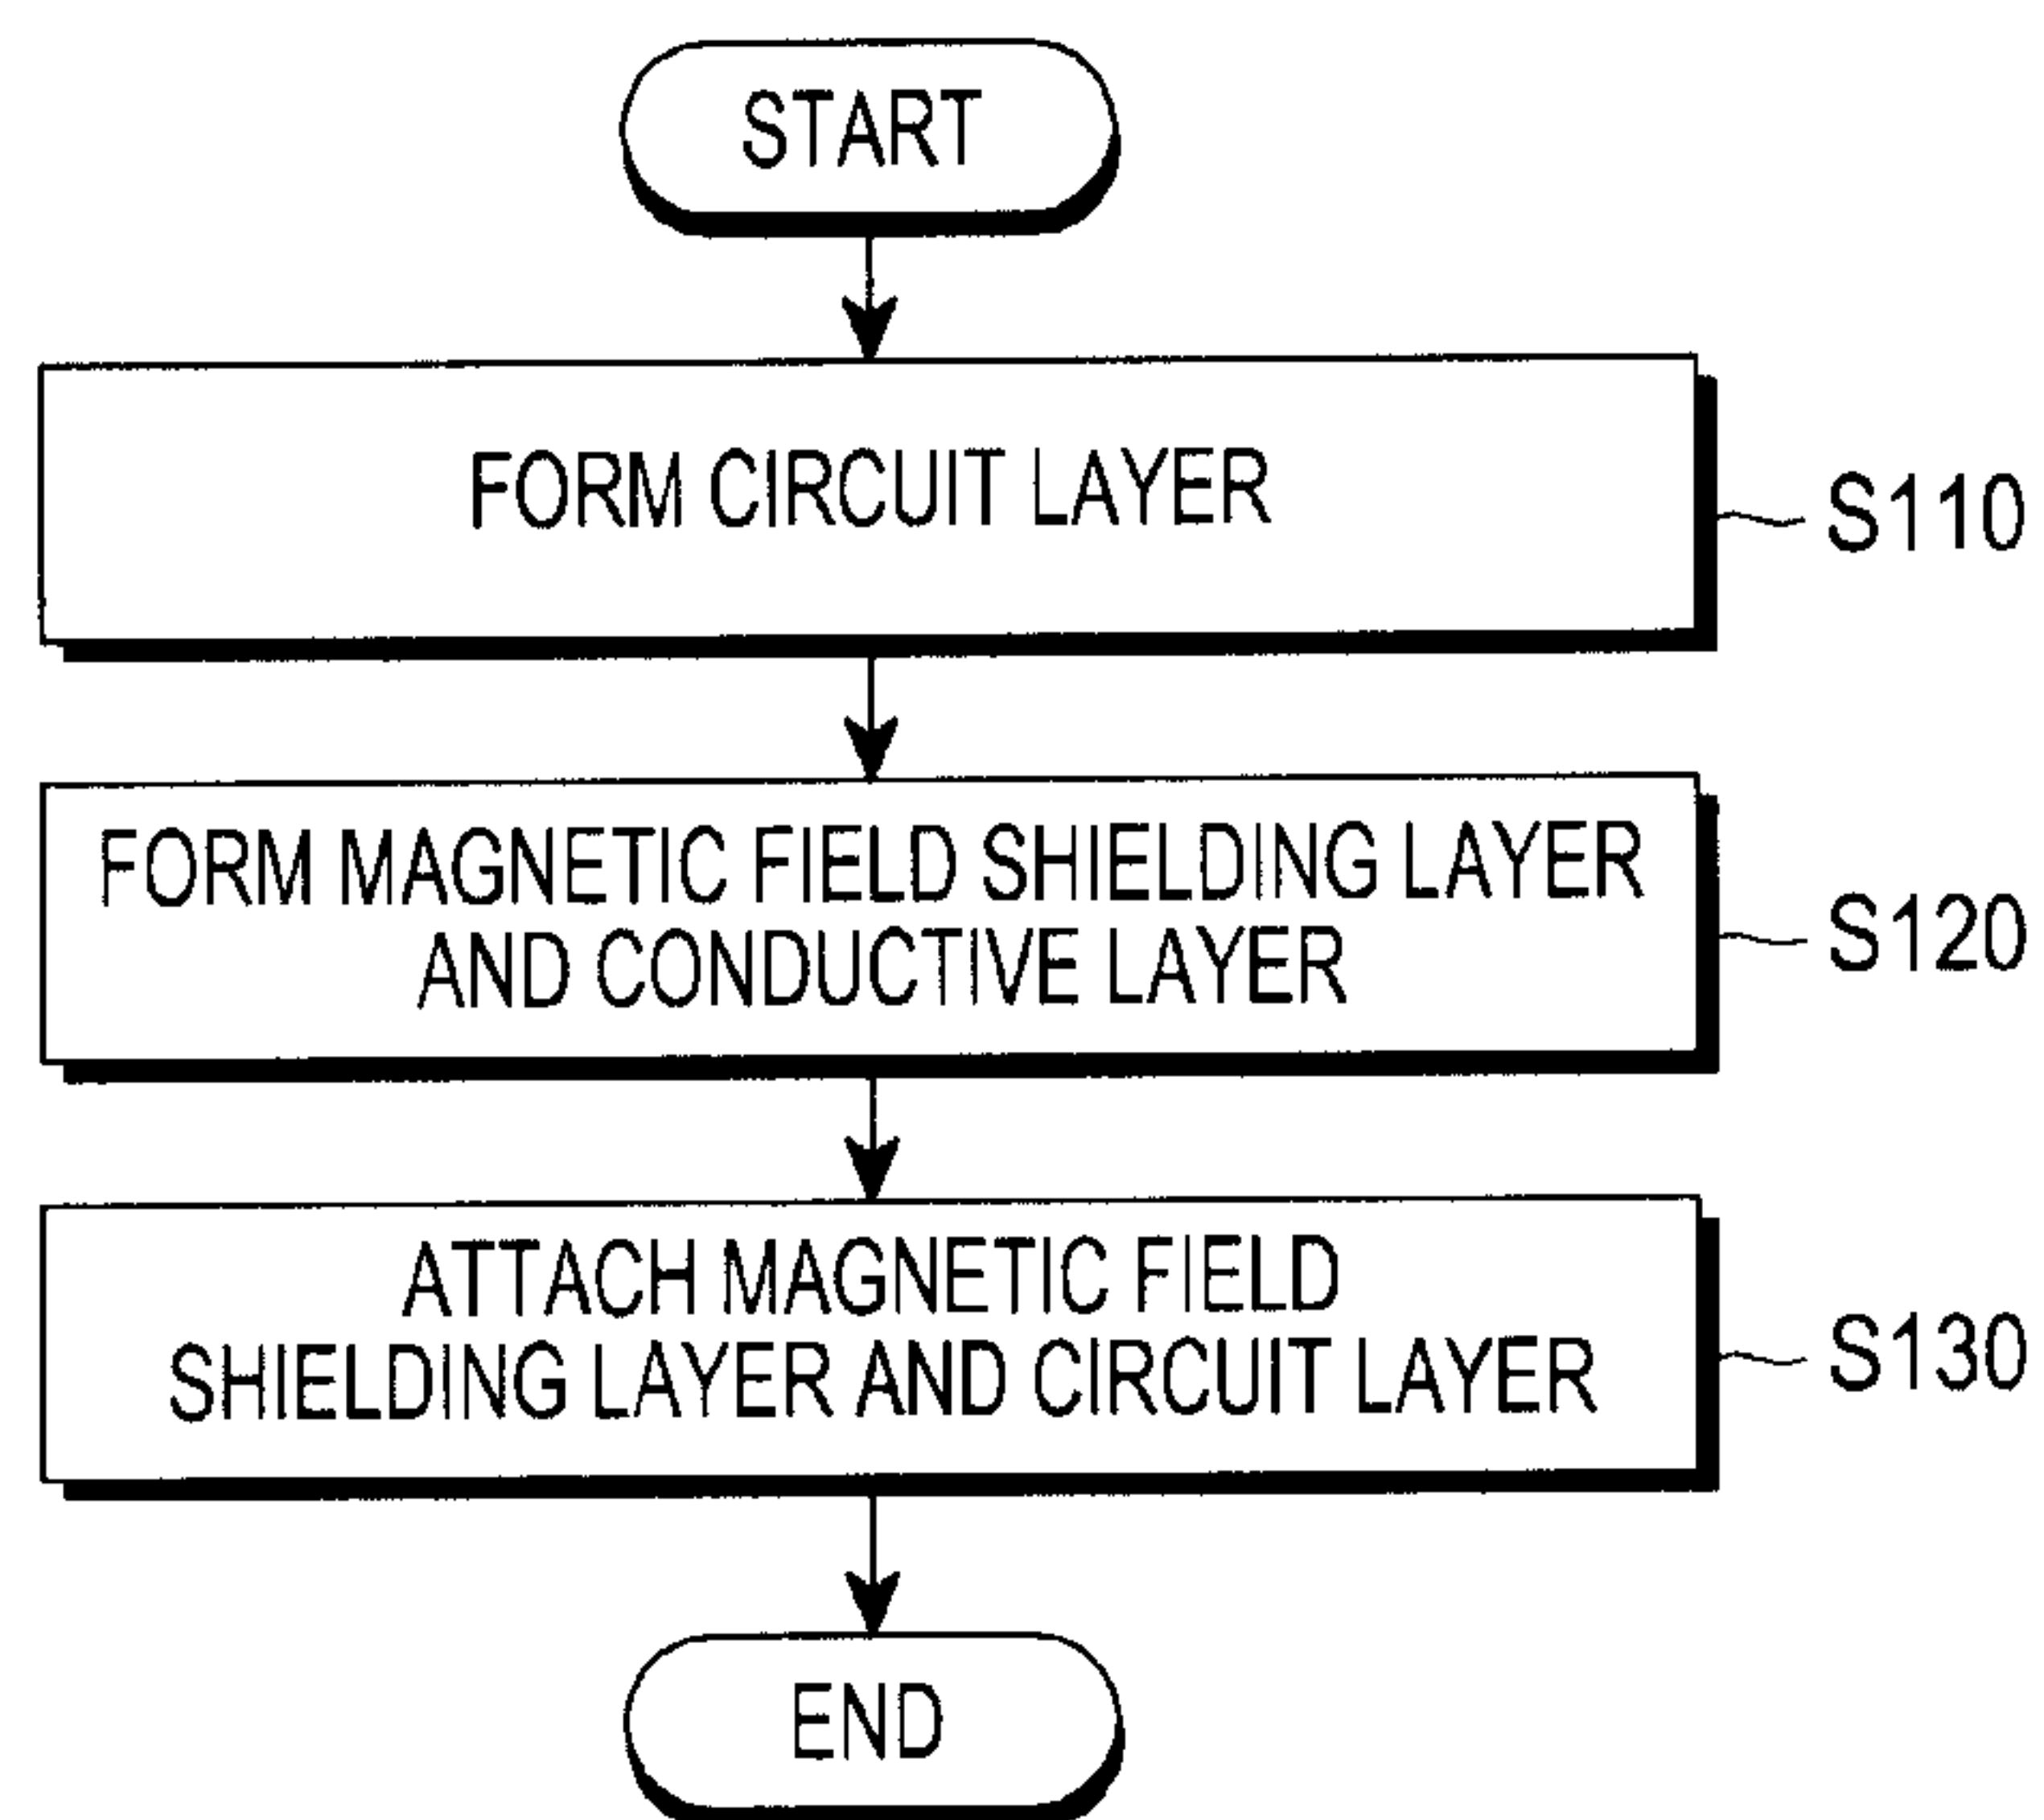 START
FORM CIRCUIT LAYER
S110
FORM MAGNETIC FIELD SHIELDING LAYER
AND CONDUCTIVE LAYER
S120
ATTACH MAGNETIC FIELD
SHIELDING LAYER AND CIRCUIT LAYER
S130
END